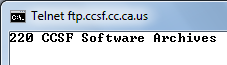 Telnet ftp.ccsf.cc.ca.us
220 CCSF Software Archives